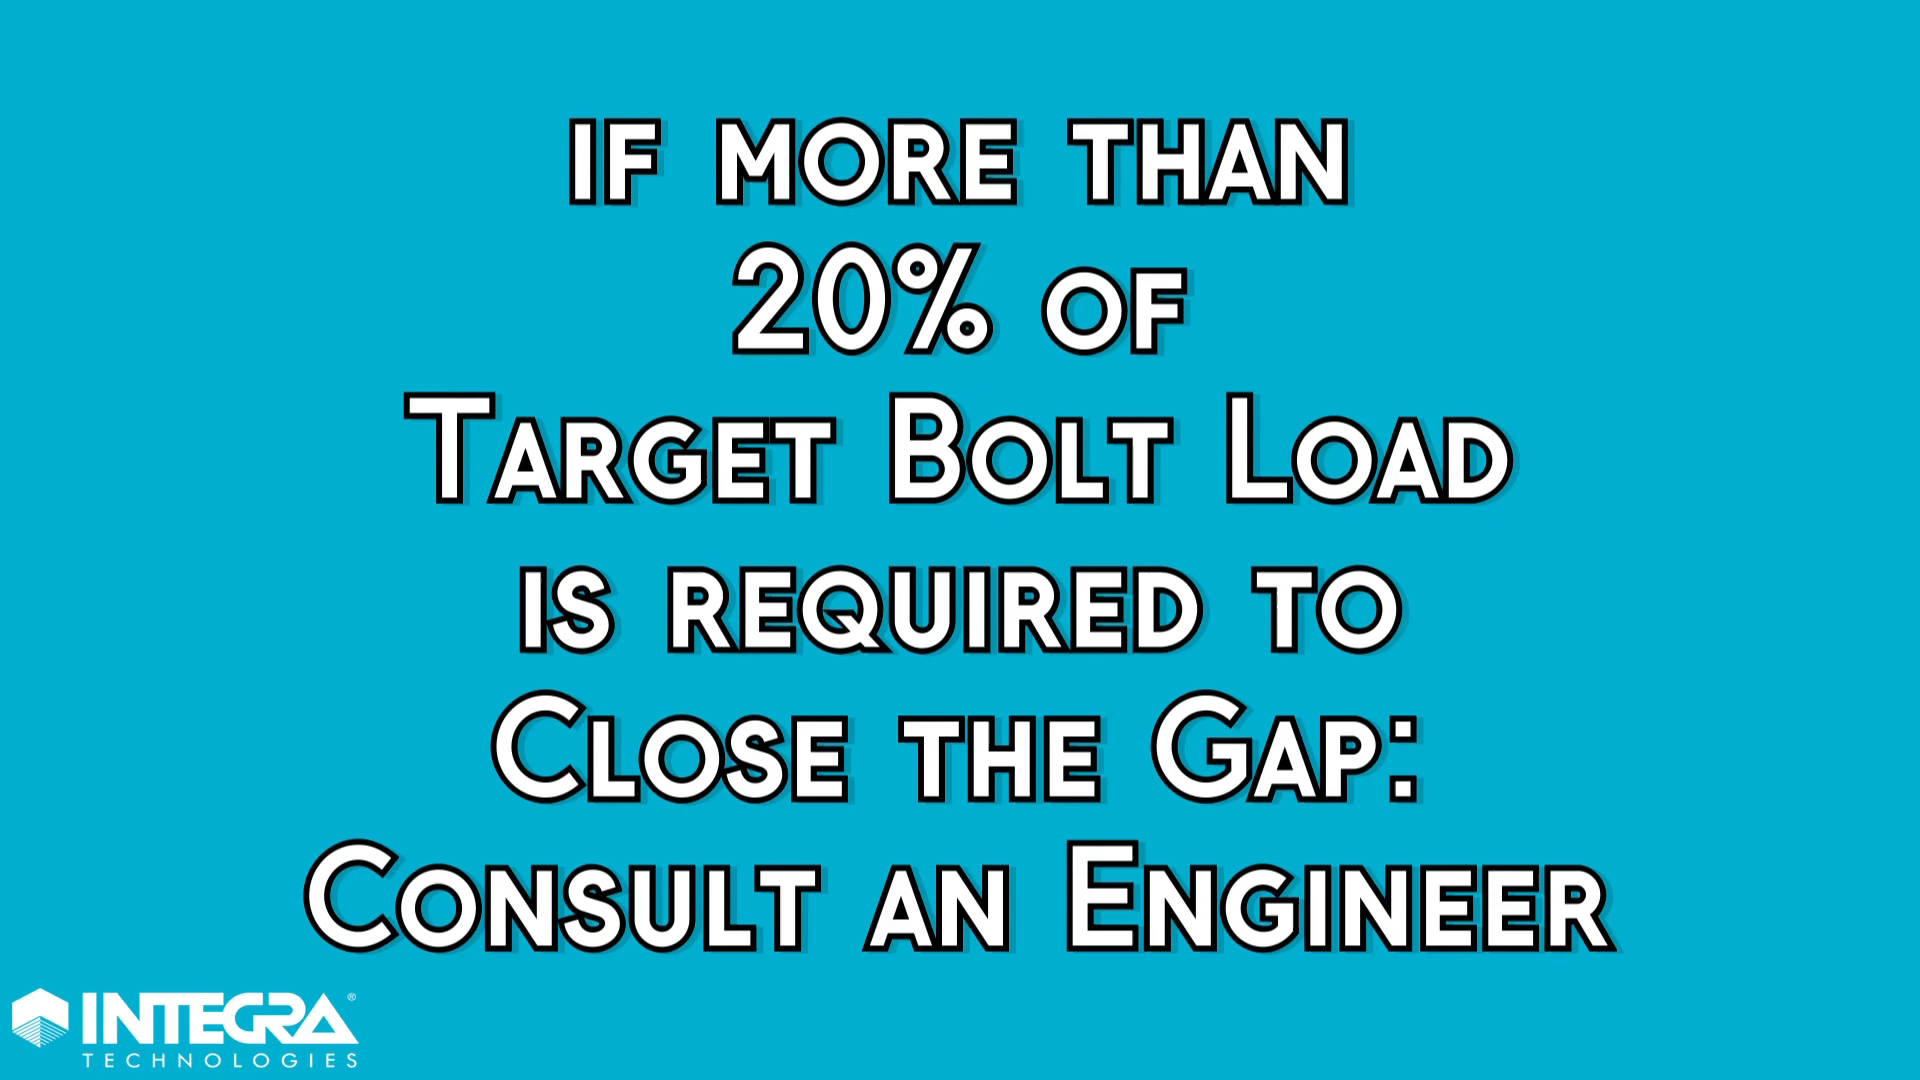 if more than
20% of
Target Bolt Load
is required to
Close the Gap:
Consult an Engineer
INTEGRA®
TECHNOLOGIES